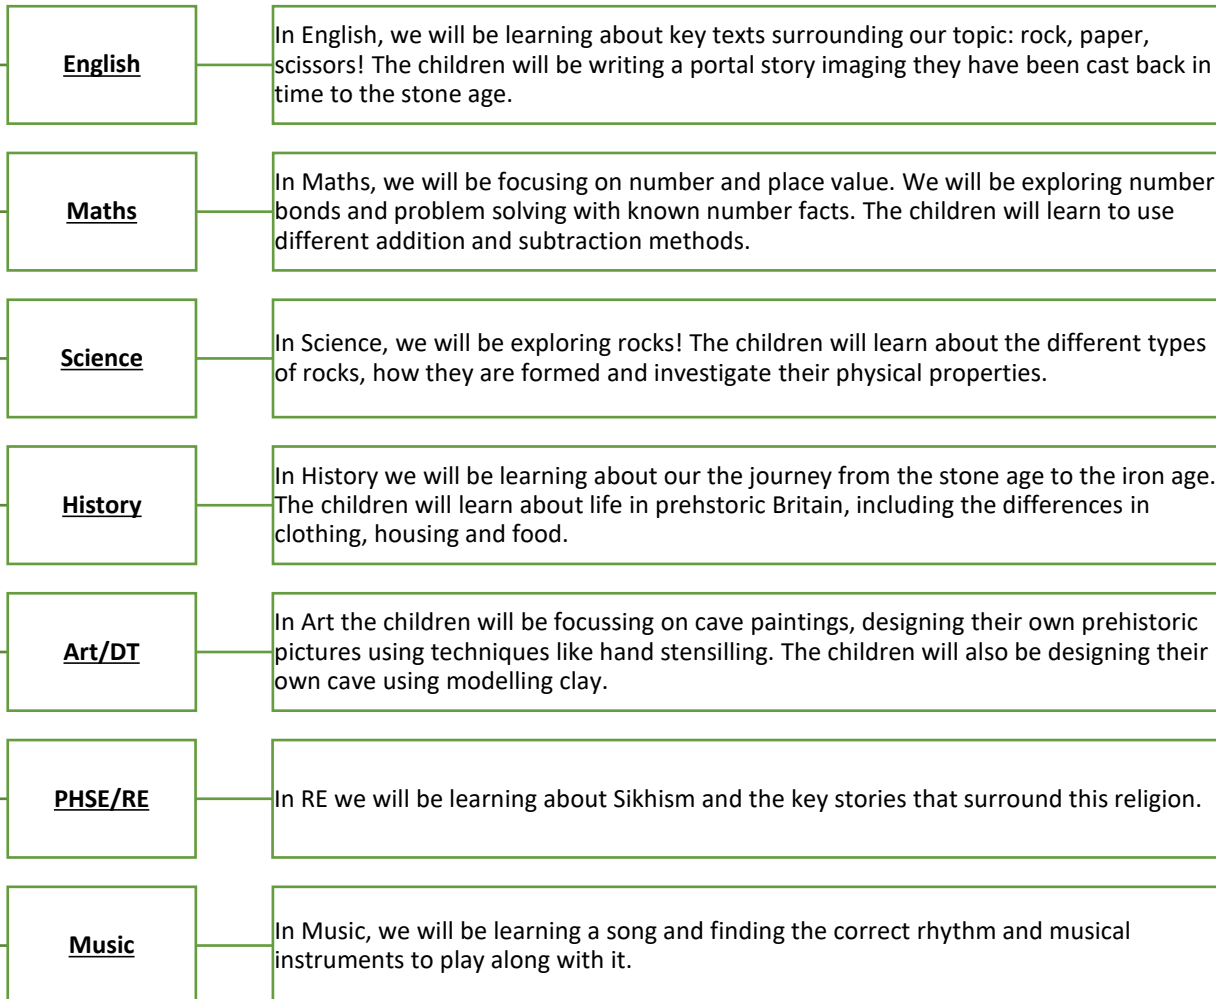 English
In English, we will be learning about key texts surrounding our topic: rock, paper,
scissors! The children will be writing a portal story imaging they have been cast back in
time to the stone age.
Maths
In Maths, we will be focusing on number and place value. We will be exploring number
bonds and problem solving with known number facts. The children will learn to use
different addition and subtraction methods.
Science
In Science, we will be exploring rocks! The children will learn about the different types
of rocks, how they are formed and investigate their physical properties.
History
In History we will be learning about our the journey from the stone age to the iron age.
The children will learn about life in prehstoric Britain, including the differences in
clothing, housing and food.
Art/DT
In Art the children will be focussing on cave paintings, designing their own prehistoric
pictures using techniques like hand stensilling. The children will also be designing their
own cave using modelling clay.
PHSE/RE
In RE we will be learning about Sikhism and the key stories that surround this religion.
Music
In Music, we will be learning a song and finding the correct rhythm and musical
instruments to play along with it.